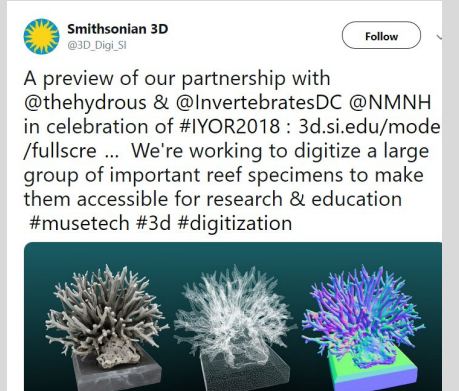 Smithsonian 3D
@3D_Digi_SI
Follow
A preview of our partnership with
@thehydrous & @InvertebratesDC @NMNH
in celebration of #IYOR2018 : 3d.si.edu/mode
/fullscre … We're working to digitize a large
group of important reef specimens to make
them accessible for research & education
#musetech #3d #digitization